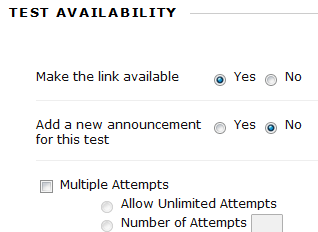 TEST AVAILABILITY
Make the link available Yes No
Add a new announcement Yes No
for this test
Multiple Attempts
Allow Unlimited Attempts
Number of Attempts